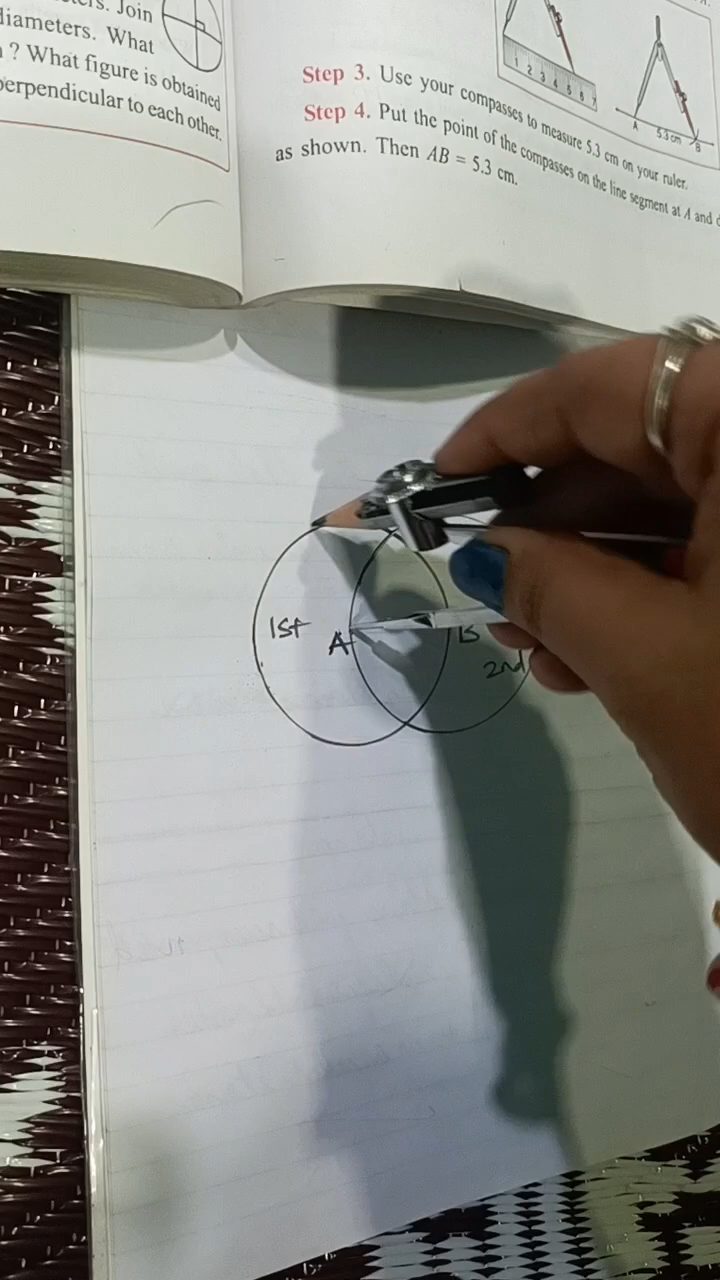 Join
diameters. What
? What figure is obtained
perpendicular to each other.
1 2 3 4 5 6 7
A 5.3 cm B
Step 3. Use your compasses to measure 5.3 cm on your ruler.
Step 4. Put the point of the compasses on the line segment at A and
as shown. Then AB = 5.3 cm.
1st A B
2nd